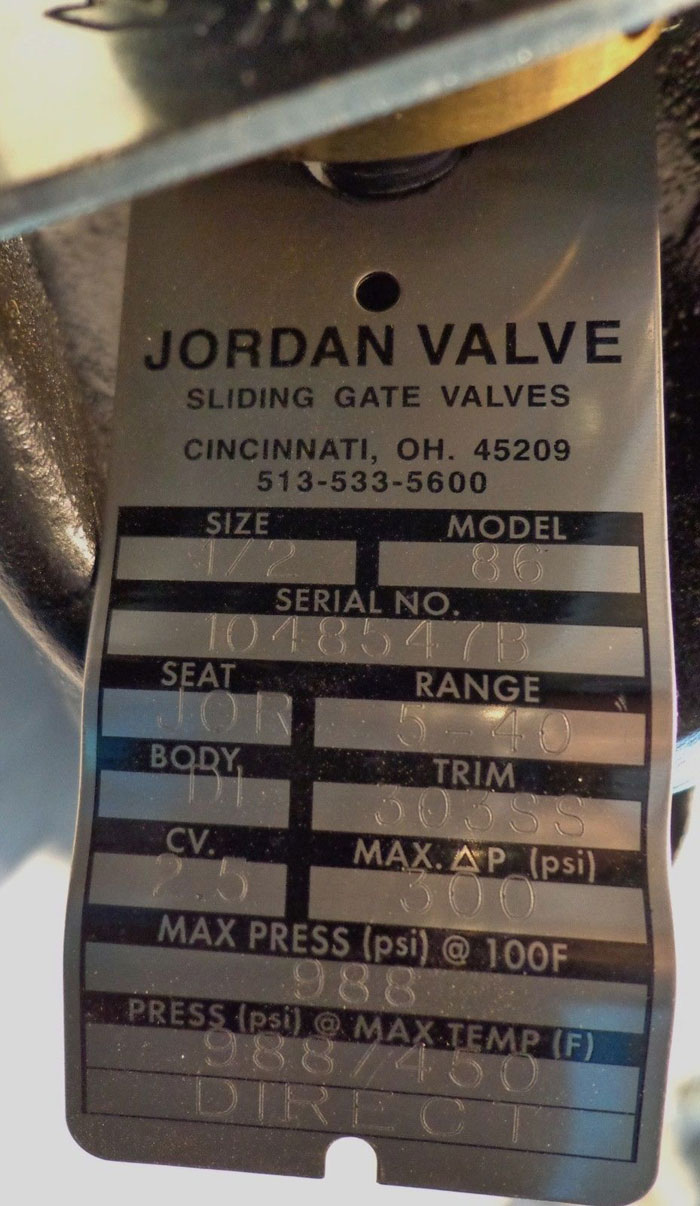 JORDAN VALVE
SLIDING GATE VALVES
CINCINNATI, OH. 45209
513-533-5600
SIZE MODEL
1/2 86
SERIAL NO.
1048547B
SEAT RANGE
JOR 5-40
BODY TRIM
DI 303SS
CV. MAX. △P (psi)
2.5 300
MAX PRESS (psi) @ 100F
988
PRESS (psi) @ MAX TEMP (F)
988/450
DIRECT